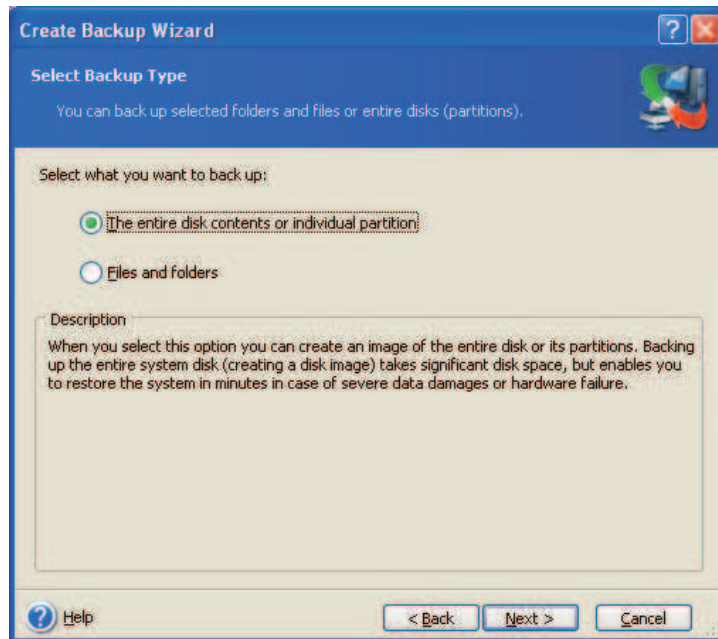 Create Backup Wizard
Select Backup Type
You can back up selected folders and files or entire disks (partitions).
Select what you want to back up:
The entire disk contents or individual partition
Files and folders
Description
When you select this option you can create an image of the entire disk or its partitions. Backing
up the entire system disk (creating a disk image) takes significant disk space, but enables you
to restore the system in minutes in case of severe data damages or hardware failure.
Help
< Back
Next >
Cancel